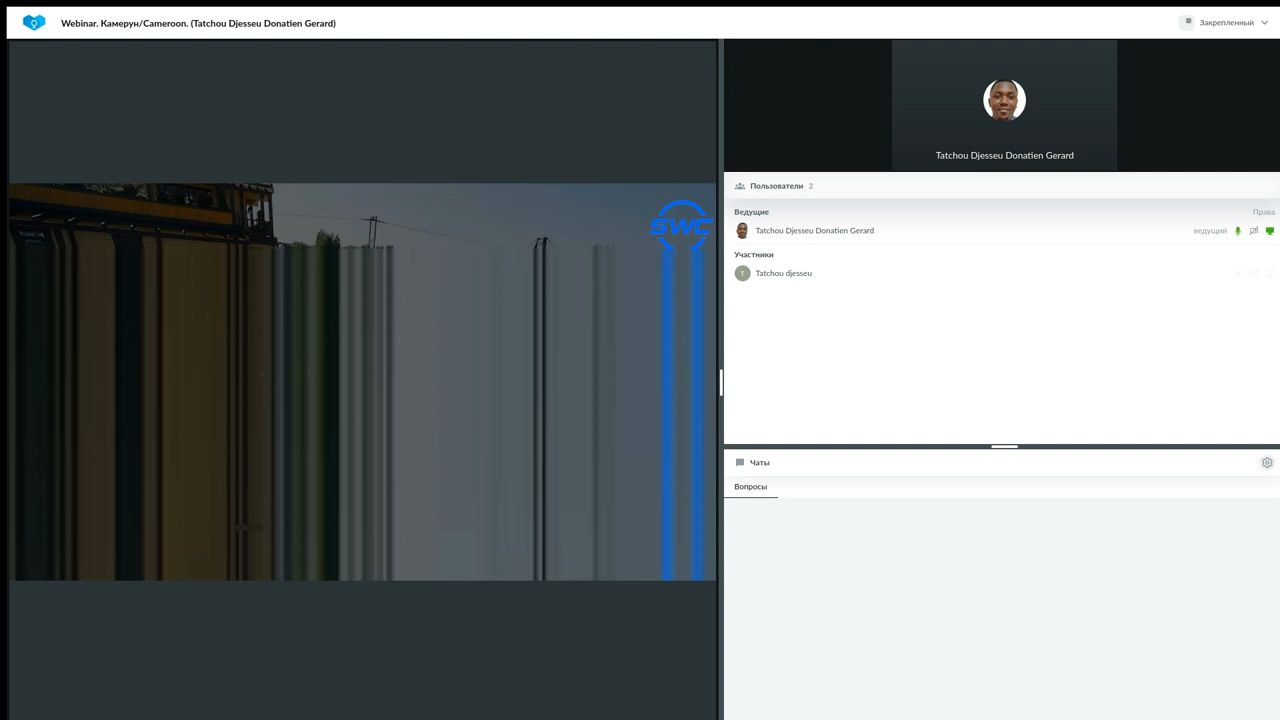 Webinar. Камерун/Cameroon. (Tatchou Djesseu Donatien Gerard)
Закрепленный
SWC
Tatchou Djesseu Donatien Gerard
Пользователи 2
Ведущие Права
Tatchou Djesseu Donatien Gerard ведущий
Участники
T Tatchou djesseu
Чаты
Вопросы